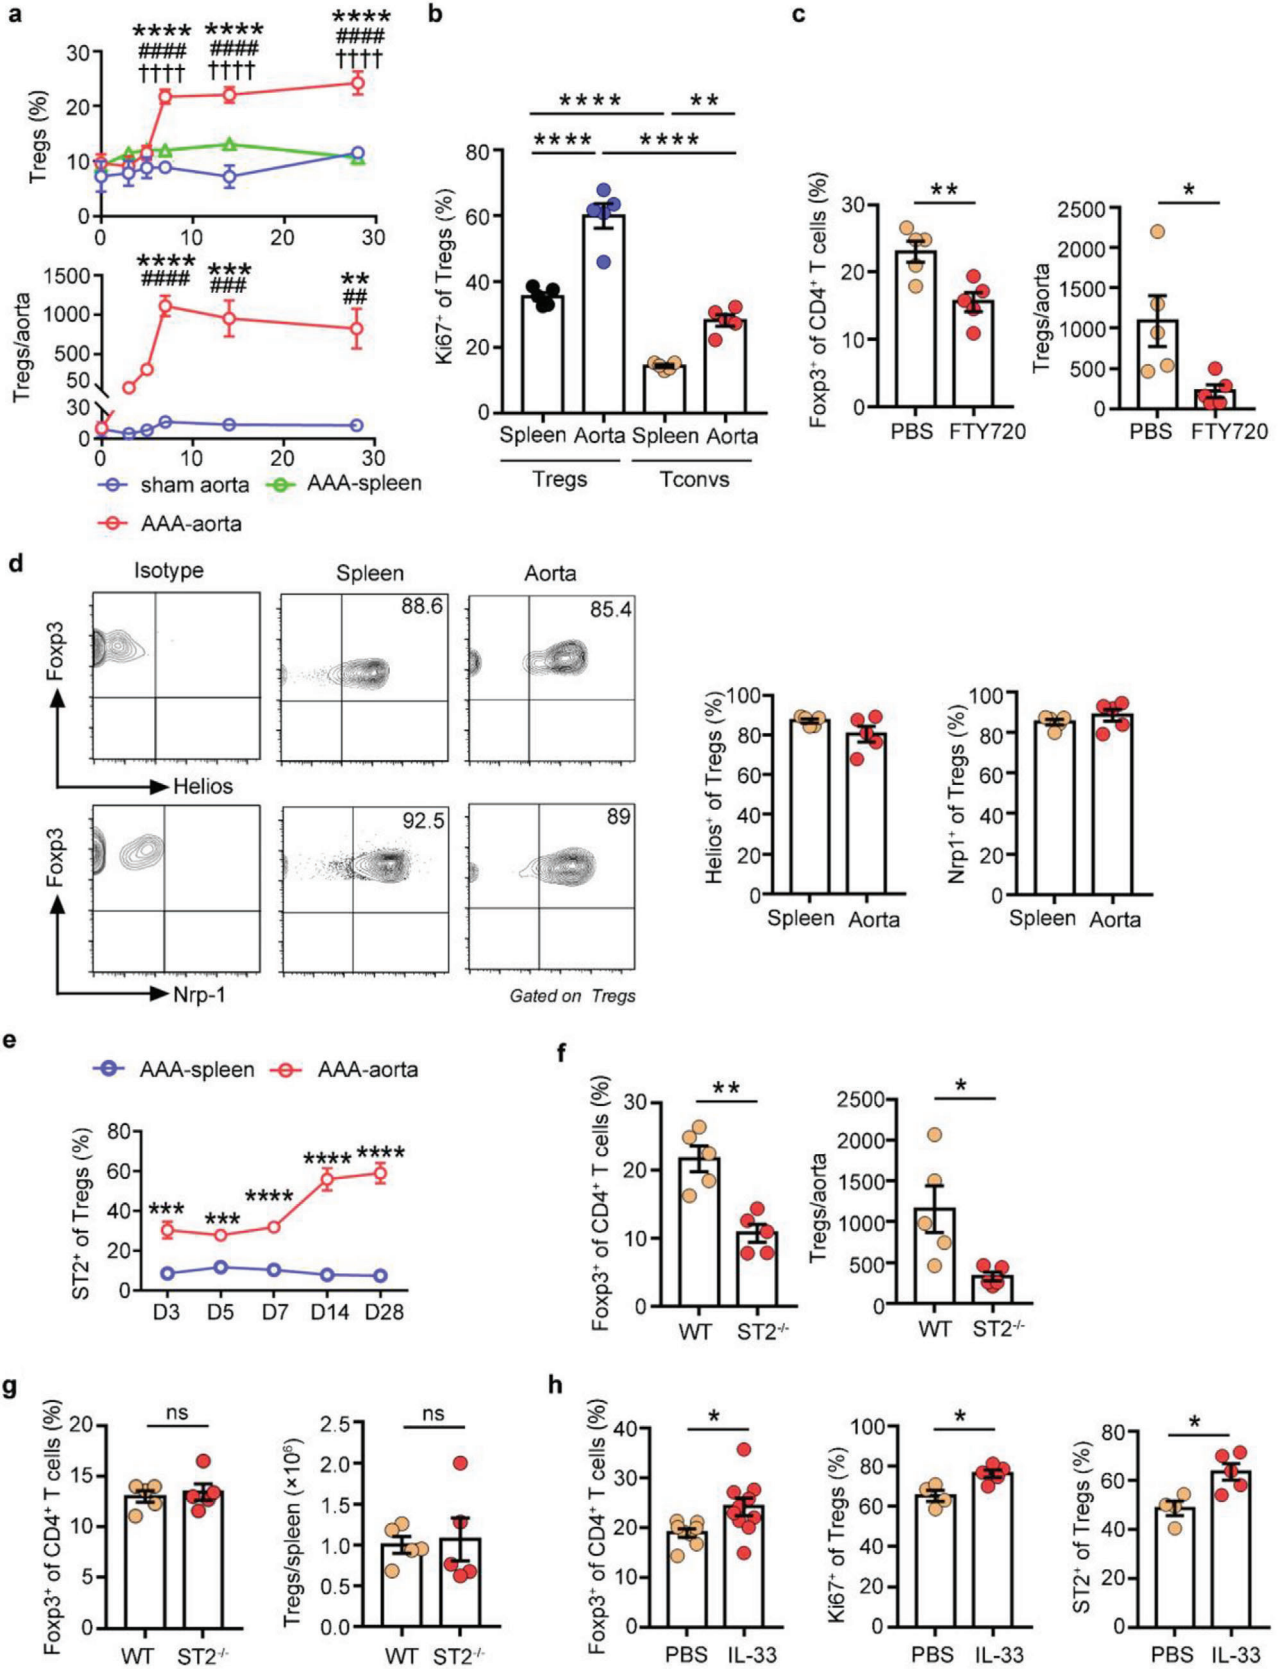 a
**** **** ****
#### #### ####
†††† †††† ††††
Tregs (%)
30
20
10
0
0 10 20 30
**** *** **
#### ### ##
Tregs/aorta
1500
1000
500
50
30
0
0 10 20 30
sham aorta AAA-spleen
AAA-aorta
b
**** **
**** ****
Ki67⁺ of Tregs (%)
80
60
40
20
0
Spleen Aorta Spleen Aorta
Tregs Tconvs
c
**
Foxp3⁺ of CD4⁺ T cells (%)
30
20
10
0
PBS FTY720
*
Tregs/aorta
2500
2000
1500
1000
500
0
PBS FTY720
d
Isotype Spleen Aorta
88.6 85.4
Foxp3
Helios
92.5 89
Foxp3
Nrp-1
Gated on Tregs
Helios⁺ of Tregs (%)
100
80
60
40
20
0
Spleen Aorta
Nrp1⁺ of Tregs (%)
100
80
60
40
20
0
Spleen Aorta
e
AAA-spleen AAA-aorta
ST2⁺ of Tregs (%)
80
60
40
20
0
*** *** **** **** ****
D3 D5 D7 D14 D28
f
**
Foxp3⁺ of CD4⁺ T cells (%)
30
20
10
0
WT ST2⁻/⁻
*
Tregs/aorta
2500
2000
1500
1000
500
0
WT ST2⁻/⁻
g
ns
Foxp3⁺ of CD4⁺ T cells (%)
20
15
10
5
0
WT ST2⁻/⁻
ns
Tregs/spleen (×10⁶)
2.5
2.0
1.5
1.0
0.5
0.0
WT ST2⁻/⁻
h
*
Foxp3⁺ of CD4⁺ T cells (%)
40
30
20
10
0
PBS IL-33
*
Ki67⁺ of Tregs (%)
100
80
60
40
20
0
PBS IL-33
*
ST2⁺ of Tregs (%)
80
60
40
20
0
PBS IL-33